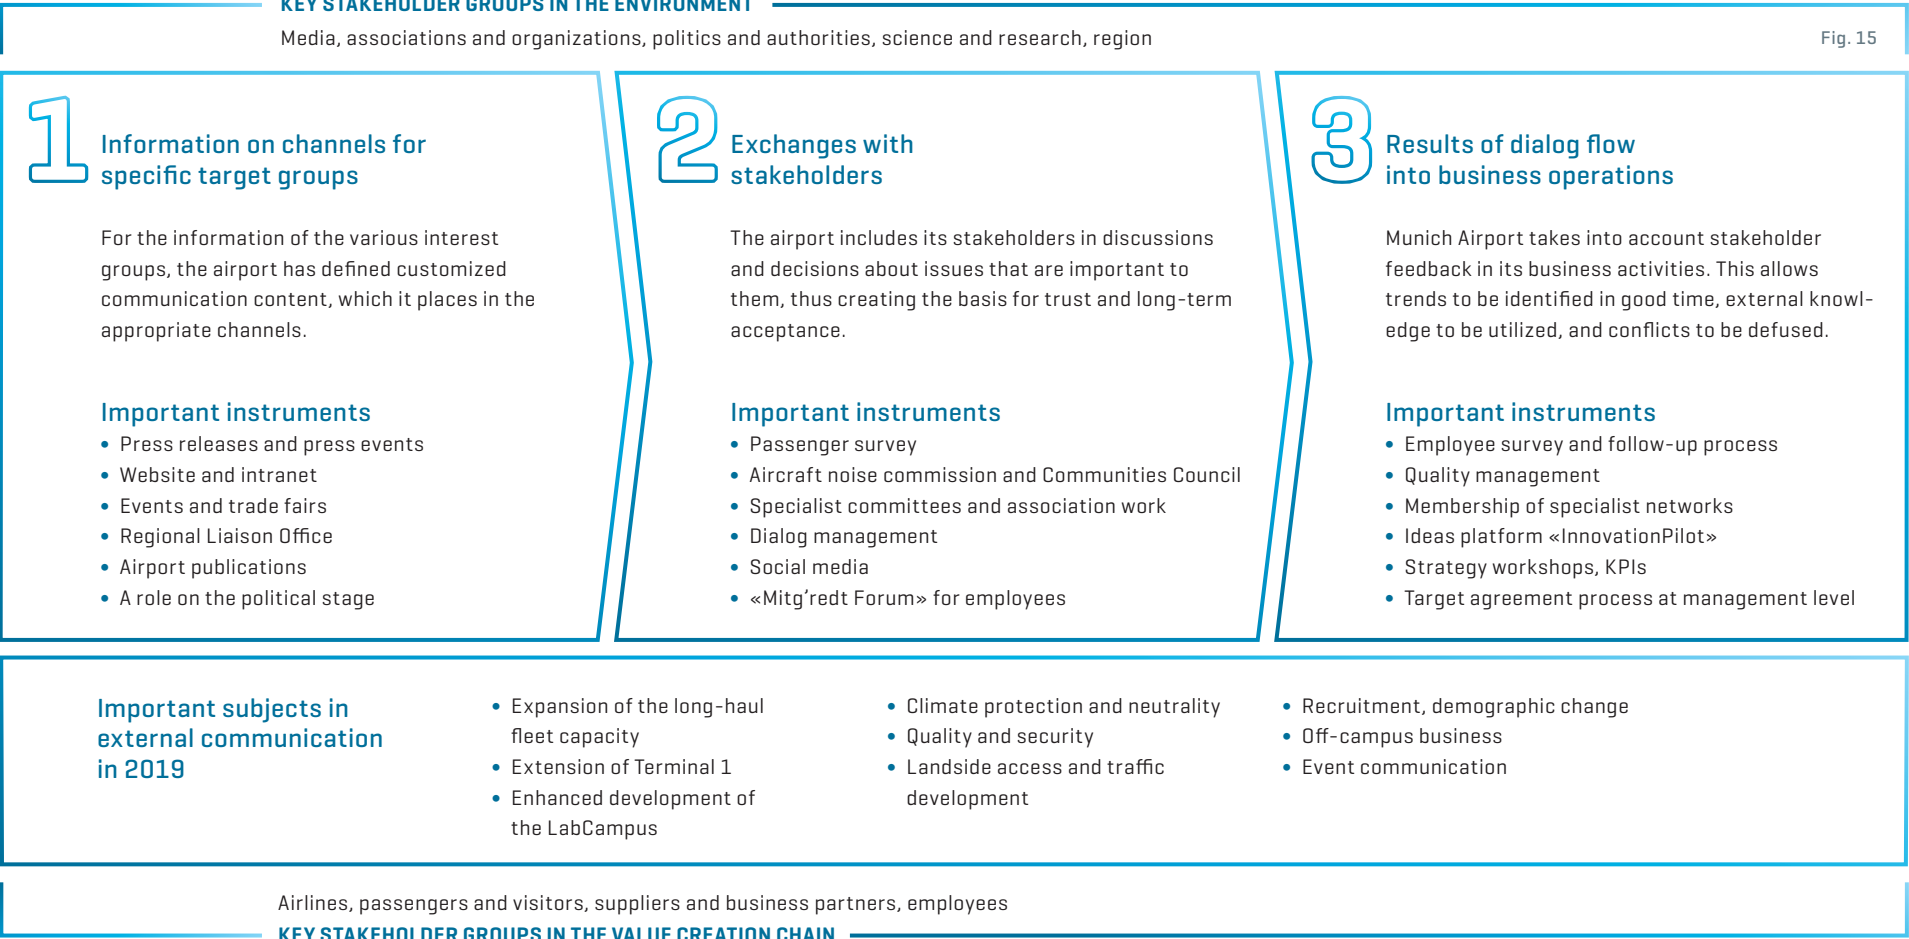 KEY STAKEHOLDER GROUPS IN THE ENVIRONMENT
Media, associations and organizations, politics and authorities, science and research, region
Fig. 15
1
Information on channels for
specific target groups
For the information of the various interest
groups, the airport has defined customized
communication content, which it places in the
appropriate channels.
Important instruments
• Press releases and press events
• Website and intranet
• Events and trade fairs
• Regional Liaison Office
• Airport publications
• A role on the political stage
2
Exchanges with
stakeholders
The airport includes its stakeholders in discussions
and decisions about issues that are important to
them, thus creating the basis for trust and long-term
acceptance.
Important instruments
• Passenger survey
• Aircraft noise commission and Communities Council
• Specialist committees and association work
• Dialog management
• Social media
• «Mitg’redt Forum» for employees
3
Results of dialog flow
into business operations
Munich Airport takes into account stakeholder
feedback in its business activities. This allows
trends to be identified in good time, external knowl-
edge to be utilized, and conflicts to be defused.
Important instruments
• Employee survey and follow-up process
• Quality management
• Membership of specialist networks
• Ideas platform «InnovationPilot»
• Strategy workshops, KPIs
• Target agreement process at management level
Important subjects in
external communication
in 2019
• Expansion of the long-haul
fleet capacity
• Extension of Terminal 1
• Enhanced development of
the LabCampus
• Climate protection and neutrality
• Quality and security
• Landside access and traffic
development
• Recruitment, demographic change
• Off-campus business
• Event communication
Airlines, passengers and visitors, suppliers and business partners, employees
KEY STAKEHOLDER GROUPS IN THE VALUE CREATION CHAIN